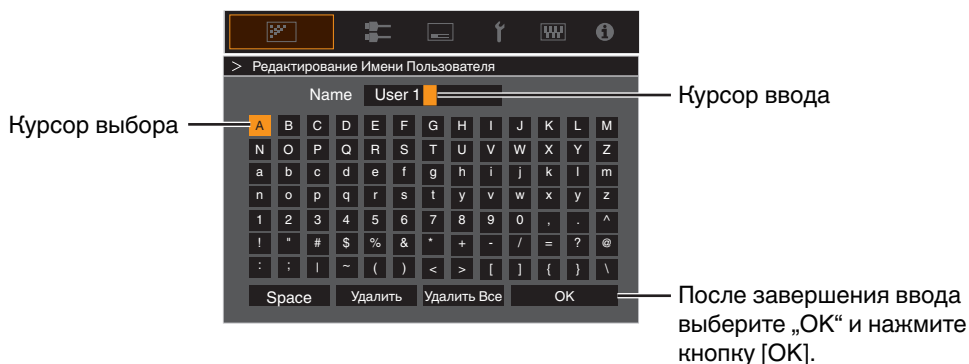 > Редактирование Имени Пользователя
Name User 1
Курсор ввода
Курсор выбора
A B C D E F G H I J K L M
N O P Q R S T U V W X Y Z
a b c d e f g h i j k l m
n o p q r s t y v w x y z
1 2 3 4 5 6 7 8 9 0 , . ^
! " # $ % & * + - / = ? @
: ; | ~ ( ) < > [ ] { } \
Space Удалить Удалить Все OK
После завершения ввода
выберите „OK“ и нажмите
кнопку [OK].